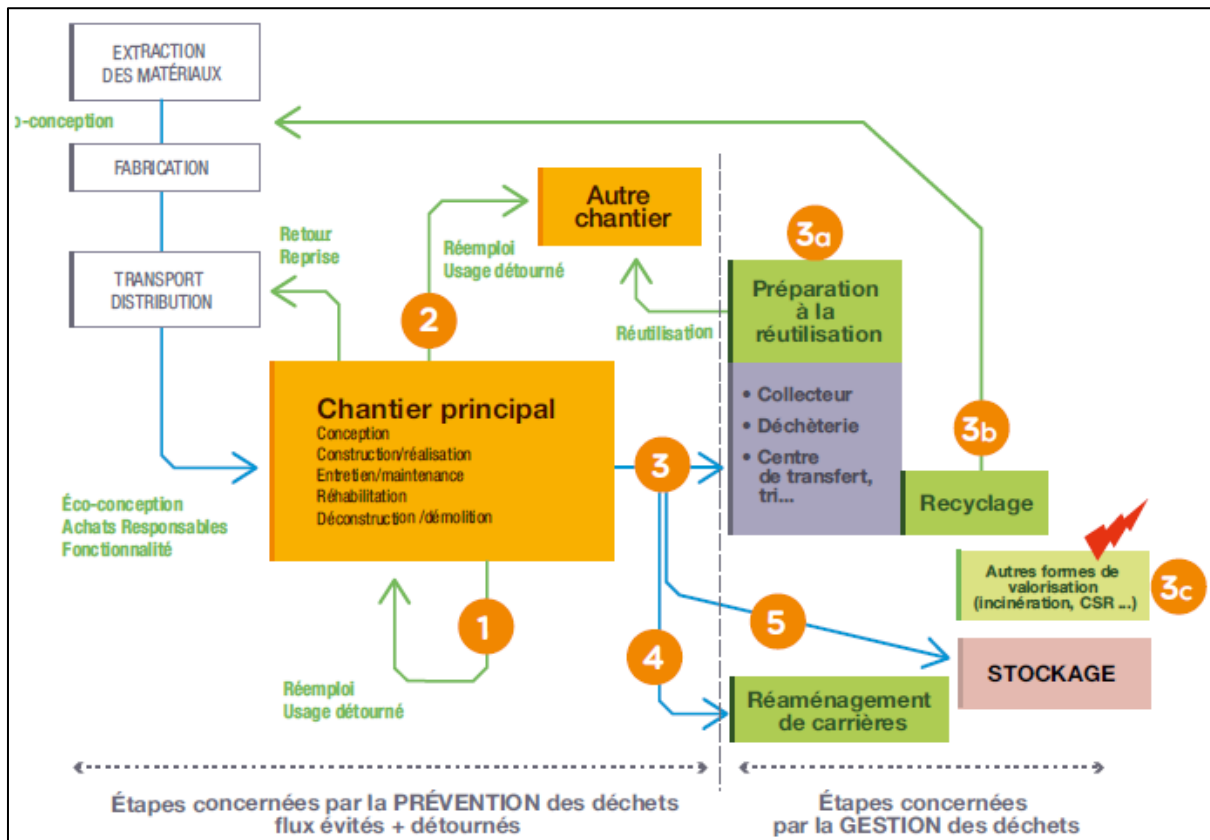 EXTRACTION
DES MATÉRIAUX
o-conception
FABRICATION
Retour
Reprise
TRANSPORT
DISTRIBUTION
Éco-conception
Achats Responsables
Fonctionnalité
Réemploi
Usage détourné
2
Autre
chantier
Réutilisation
Chantier principal
Conception
Construction/réalisation
Entretien/maintenance
Réhabilitation
Déconstruction/démolition
1
Réemploi
Usage détourné
3
3a
Préparation
à la
réutilisation
• Collecteur
• Déchèterie
• Centre
de transfert,
tri...
3b
Recyclage
Autres formes de
valorisation
(incinération, CSR ...)
3c
5
STOCKAGE
4
Réaménagement
de carrières
Étapes concernées par la PRÉVENTION des déchets
flux évités + détournés
Étapes concernées
par la GESTION des déchets